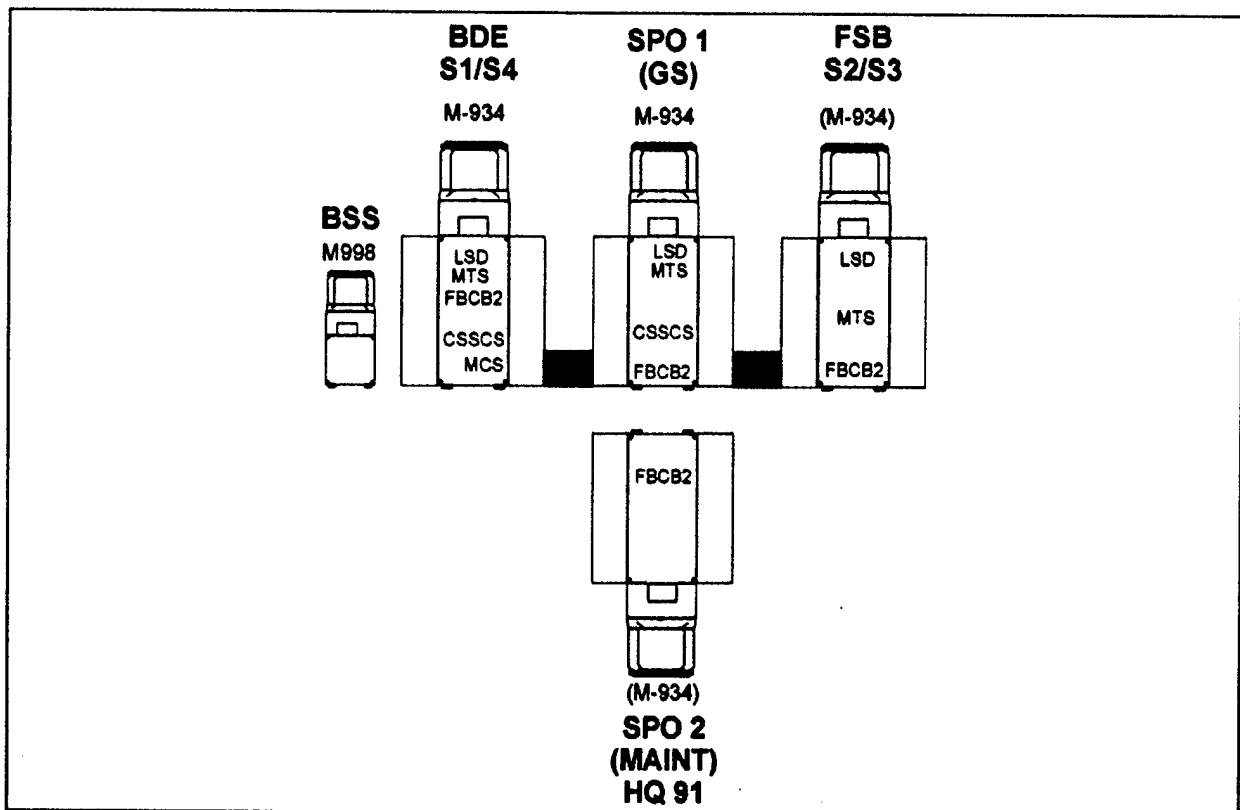 BDE
S1/S4
M-934
SPO 1
(GS)
M-934
FSB
S2/S3
(M-934)
BSS
M998
LSD
MTS
FBCB2
CSSCS
MCS
LSD
MTS
CSSCS
FBCB2
LSD
MTS
FBCB2
FBCB2
(M-934)
SPO 2
(MAINT)
HQ 91